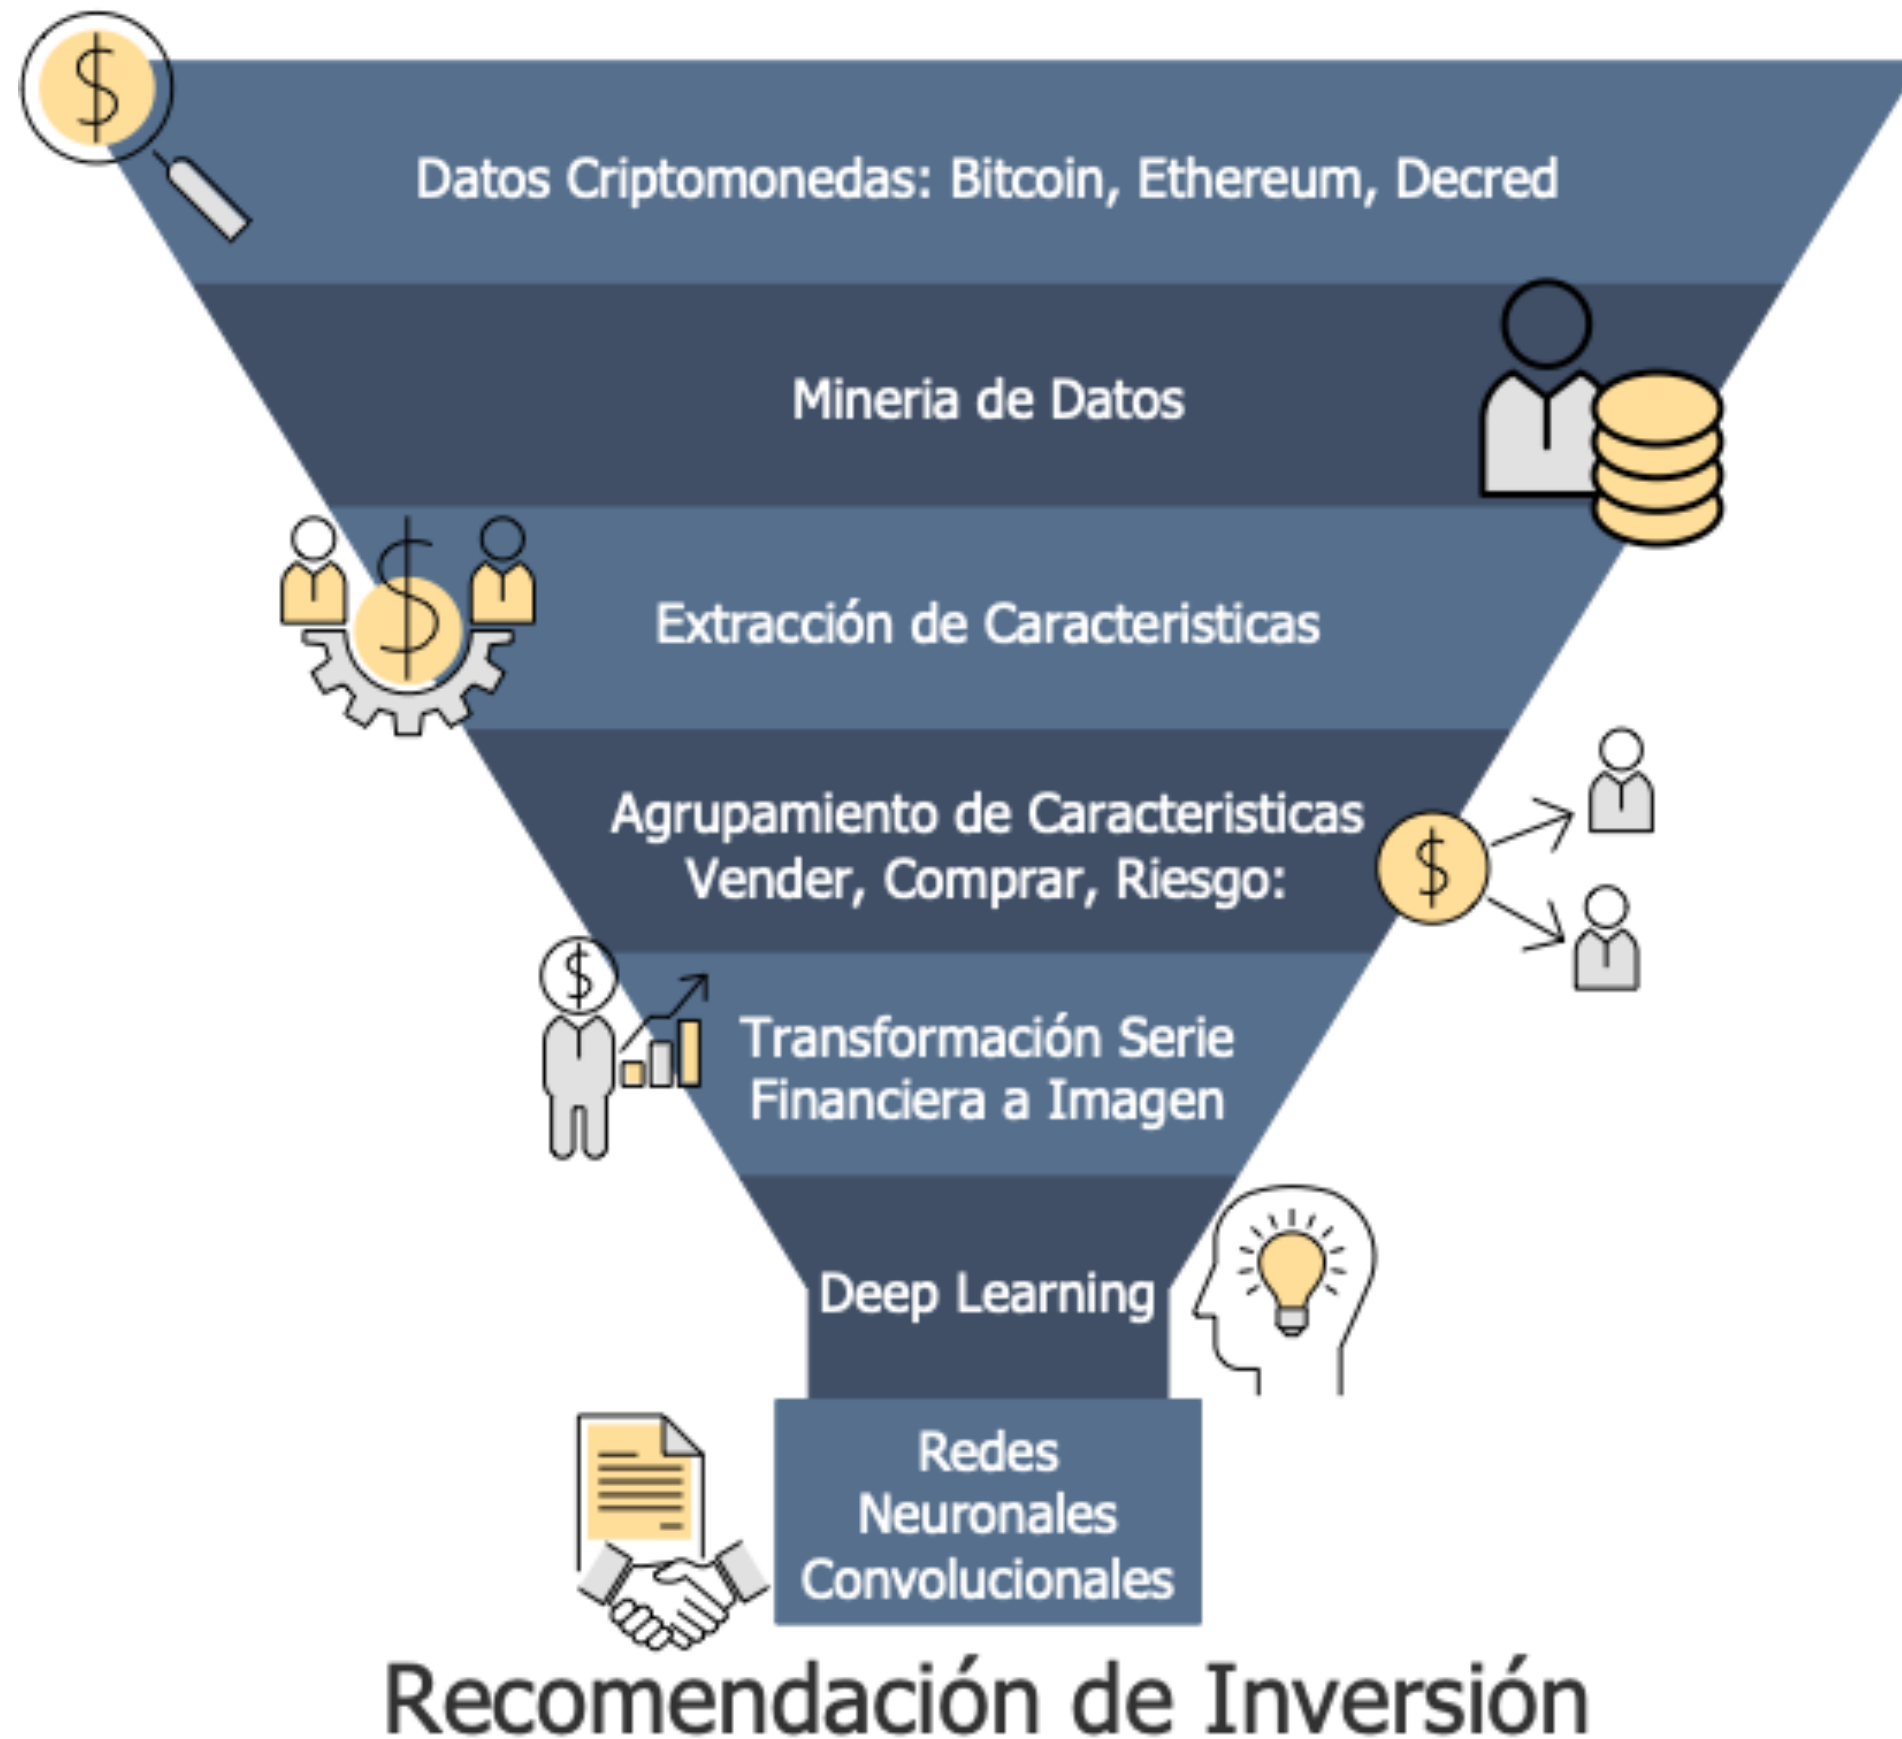 Datos Criptomonedas: Bitcoin, Ethereum, Decred
Mineria de Datos
Extracción de Caracteristicas
Agrupamiento de Caracteristicas
Vender, Comprar, Riesgo:
Transformación Serie
Financiera a Imagen
Deep Learning
Redes
Neuronales
Convolucionales
Recomendación de Inversión